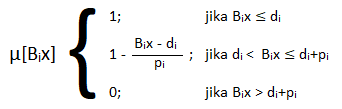 μ[Bᵢx] { 1; jika Bᵢx ≤ dᵢ
1 - (Bᵢx - dᵢ)/pᵢ ; jika dᵢ < Bᵢx ≤ dᵢ+pᵢ
0; jika Bᵢx > dᵢ+pᵢ